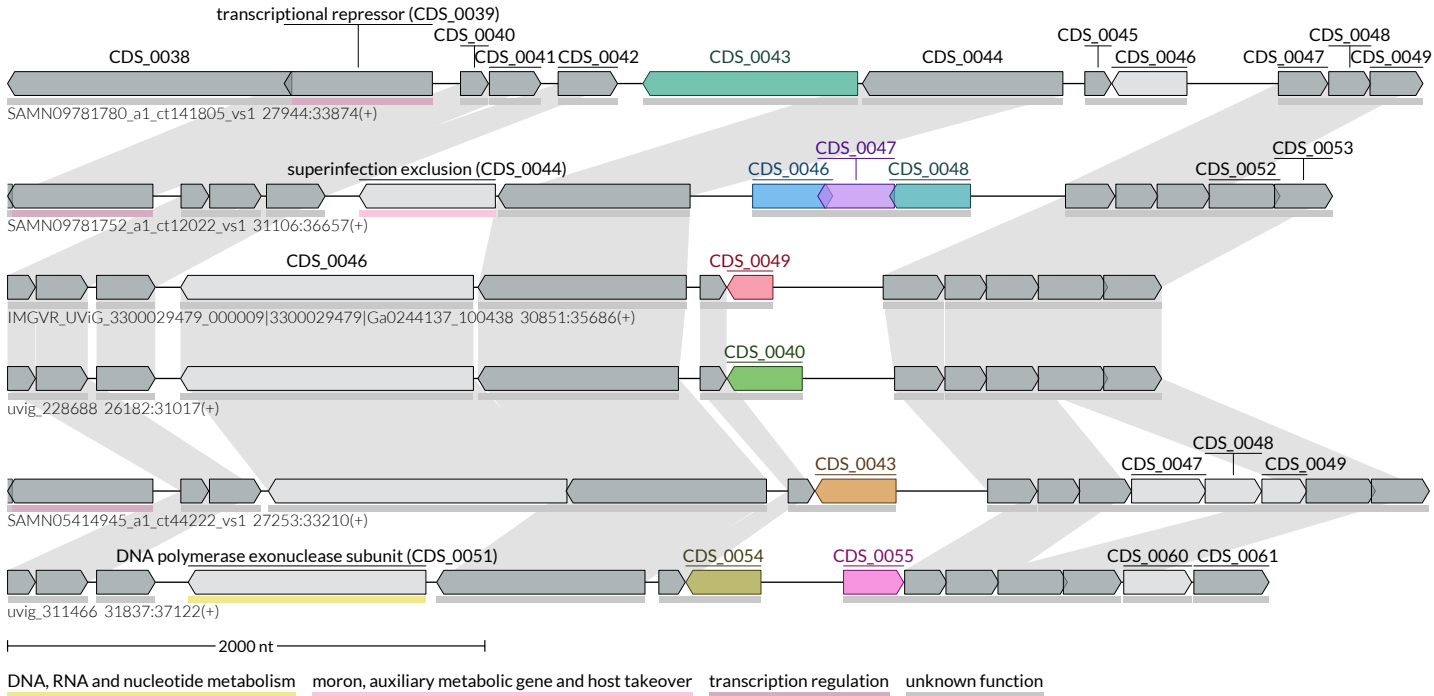 transcriptional repressor (CDS_0039)
CDS_0040 CDS_0045 CDS_0048
CDS_0038 CDS_0041 CDS_0042 CDS_0043 CDS_0044 CDS_0046 CDS_0047 CDS_0049
SAMN09781780_a1_ct141805_vs1 27944:33874(+)
CDS_0047 CDS_0053
superinfection exclusion (CDS_0044) CDS_0046 CDS_0048 CDS_0052
SAMN09781752_a1_ct12022_vs1 31106:36657(+)
CDS_0046 CDS_0049
IMGVR_UViG_3300029479_000009|3300029479|Ga0244137_100438 30851:35686(+)
CDS_0040
uvig_228688 26182:31017(+)
CDS_0048
CDS_0043 CDS_0047 CDS_0049
SAMN05414945_a1_ct44222_vs1 27253:33210(+)
DNA polymerase exonuclease subunit (CDS_0051) CDS_0054 CDS_0055 CDS_0060 CDS_0061
uvig_311466 31837:37122(+)
2000 nt
DNA, RNA and nucleotide metabolism moron, auxiliary metabolic gene and host takeover transcription regulation unknown function